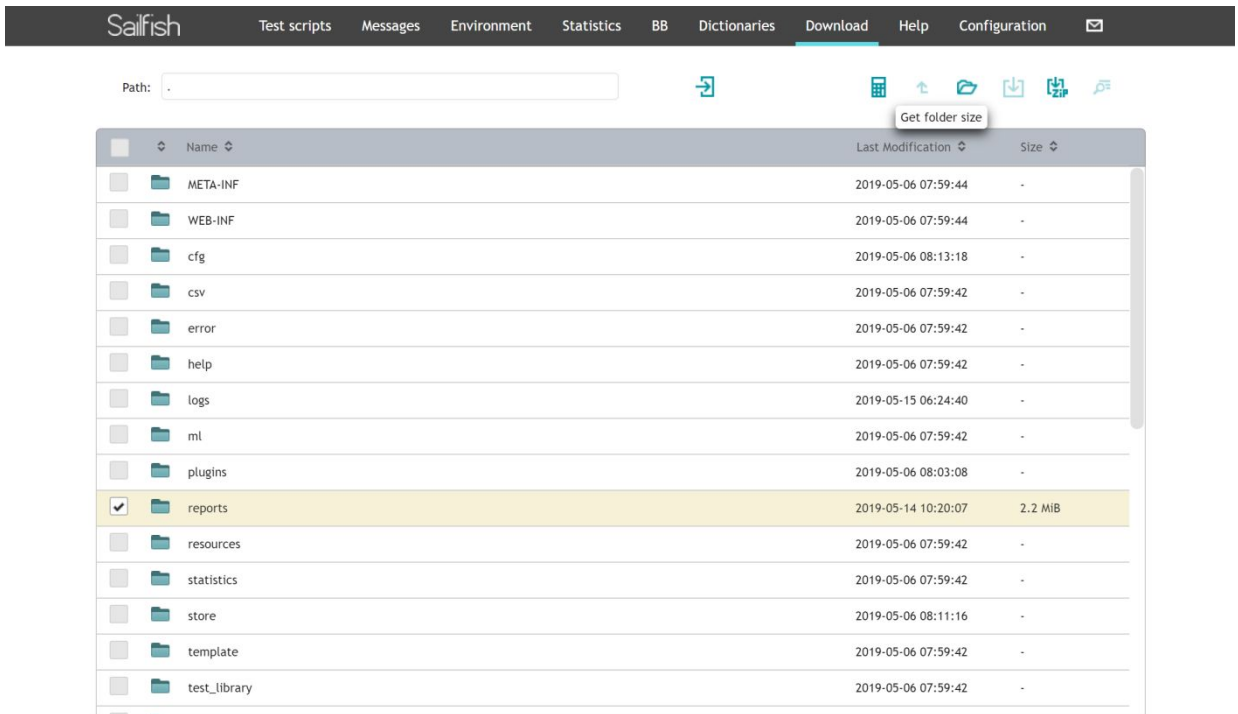 Sailfish Test scripts Messages Environment Statistics BB Dictionaries Download Help Configuration
Path: .
ZIP
Get folder size
Name Last Modification Size
META-INF 2019-05-06 07:59:44 -
WEB-INF 2019-05-06 07:59:44 -
cfg 2019-05-06 08:13:18 -
csv 2019-05-06 07:59:42 -
error 2019-05-06 07:59:42 -
help 2019-05-06 07:59:42 -
logs 2019-05-15 06:24:40 -
ml 2019-05-06 07:59:42 -
plugins 2019-05-06 08:03:08 -
reports 2019-05-14 10:20:07 2.2 MiB
resources 2019-05-06 07:59:42 -
statistics 2019-05-06 07:59:42 -
store 2019-05-06 08:11:16 -
template 2019-05-06 07:59:42 -
test_library 2019-05-06 07:59:42 -